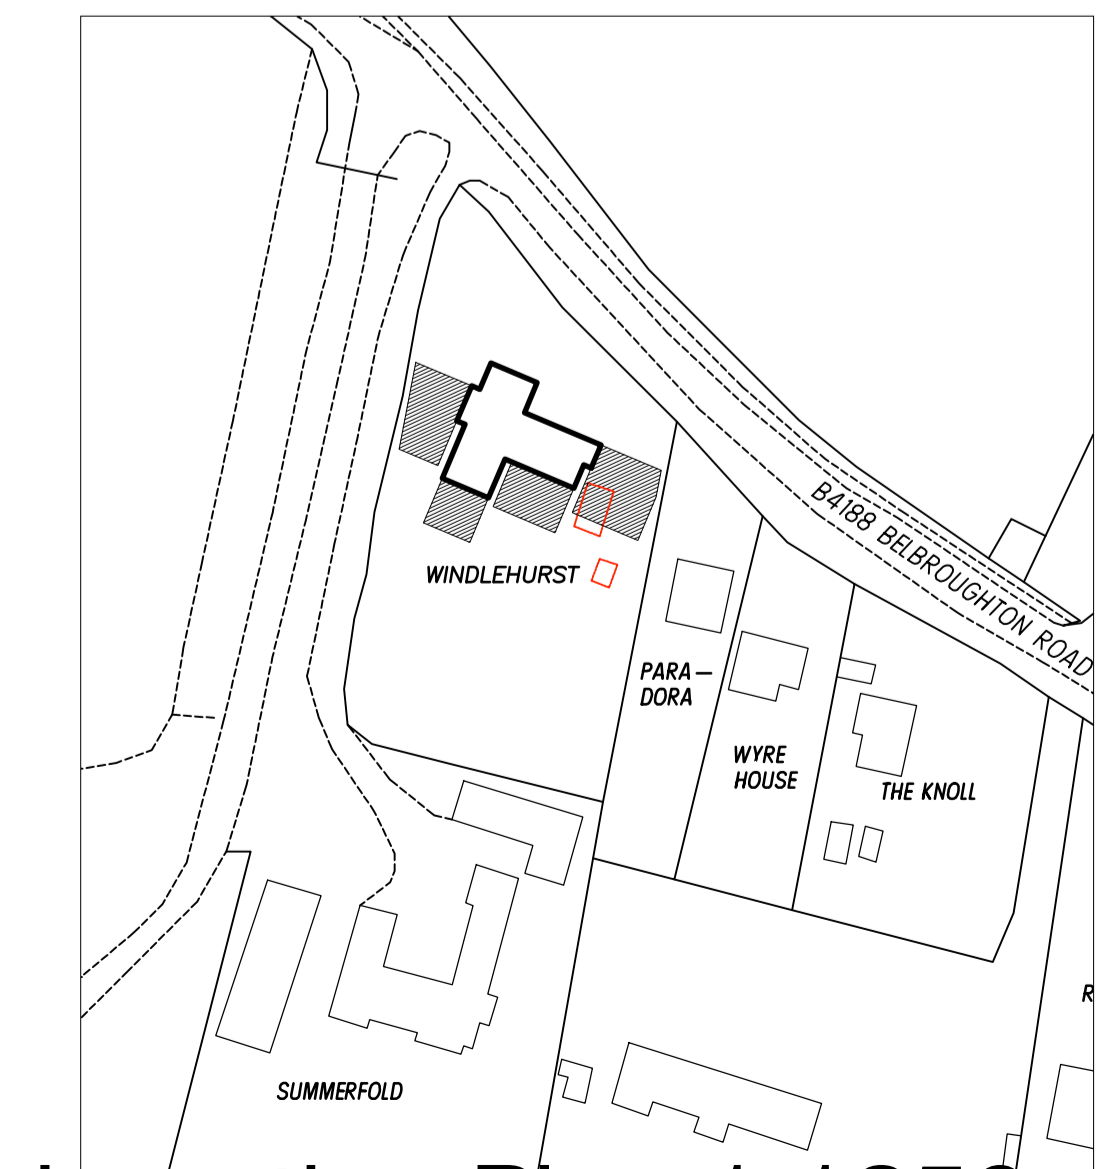 B4188 BELBROUGHTON ROAD
WINDLEHURST
PARA–
DORA
WYRE
HOUSE
THE KNOLL
R
SUMMERFOLD